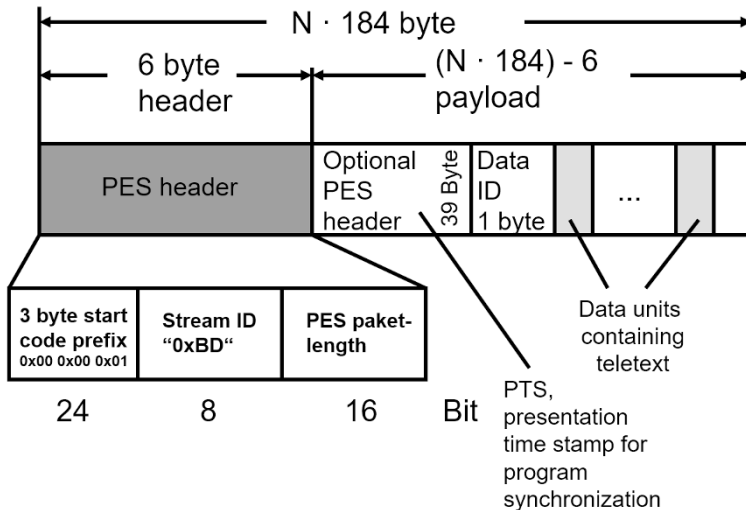 N · 184 byte
6 byte
header
(N · 184) - 6
payload
PES header
Optional
PES
header
39 Byte
Data
ID
1 byte
...
3 byte start
code prefix
0x00 0x00 0x01
Stream ID
“0xBD“
PES paket-
length
24
8
16
Bit
Data units
containing
teletext
PTS,
presentation
time stamp for
program
synchronization